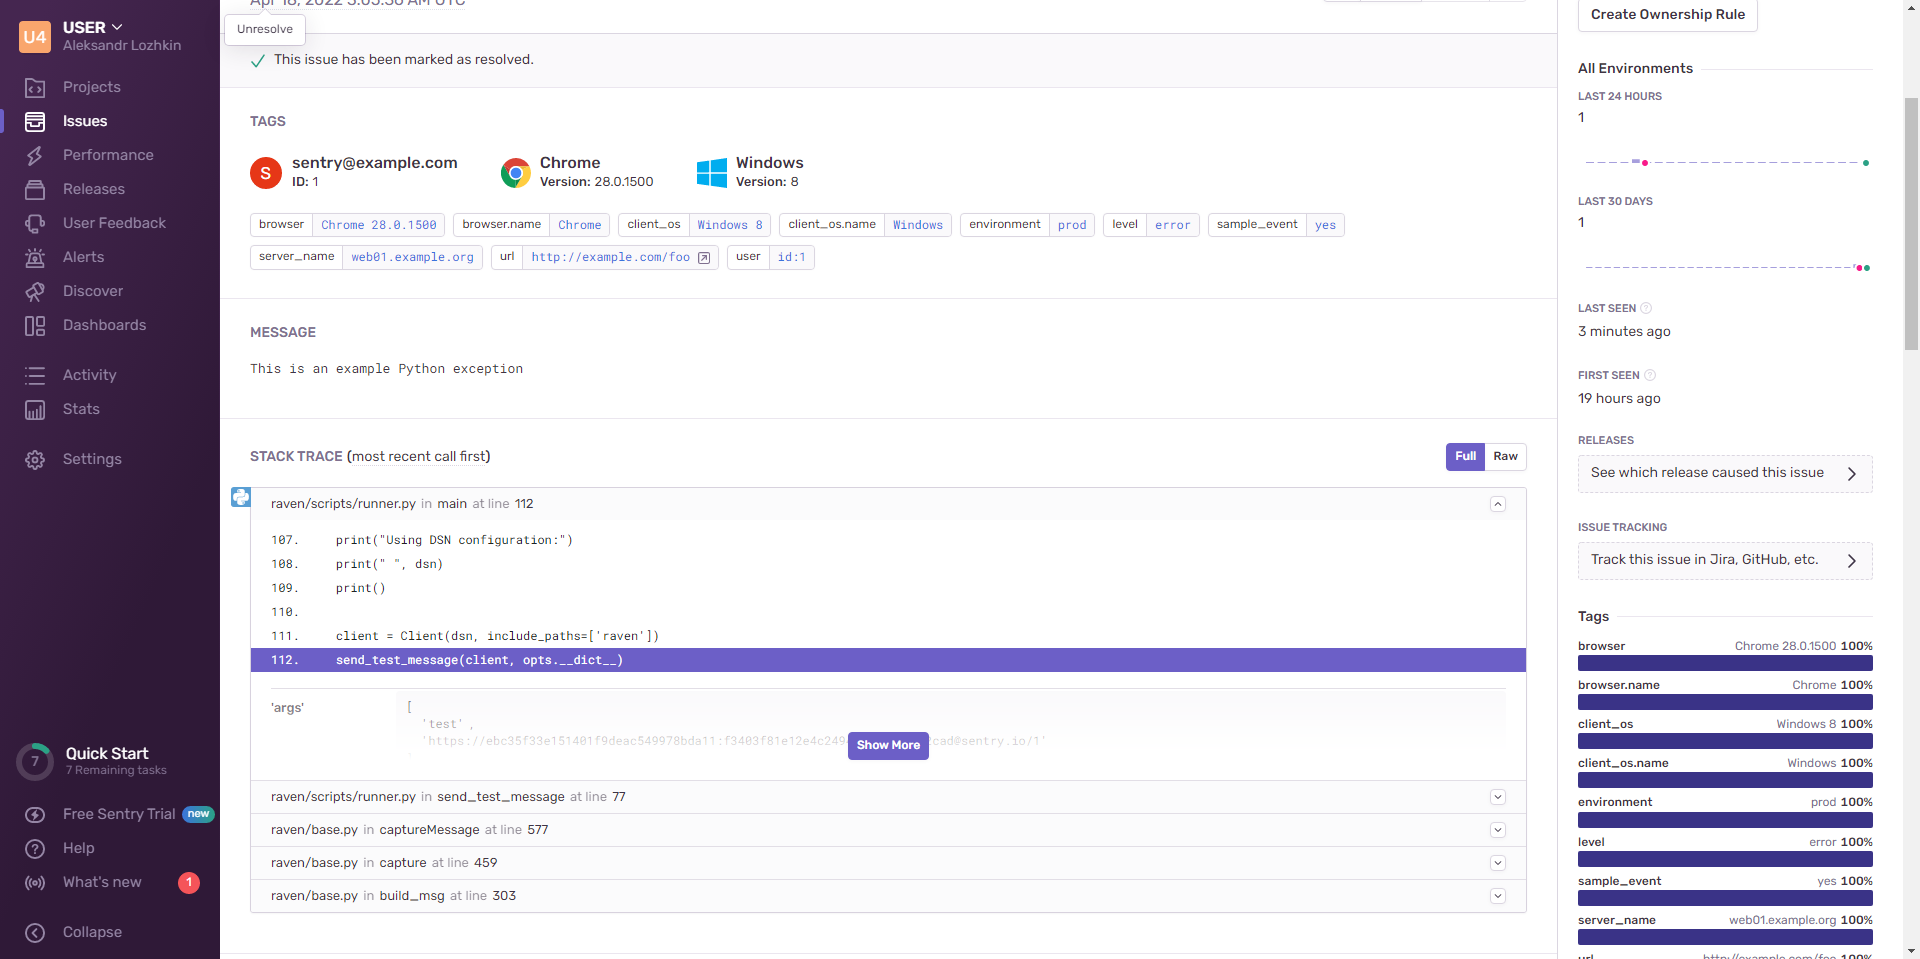 U4
USER
Aleksandr Lozhkin
Projects
Issues
Performance
Releases
User Feedback
Alerts
Discover
Dashboards
Activity
Stats
Settings
7
Quick Start
7 Remaining tasks
Free Sentry Trial new
Help
What's new 1
Collapse
Apr 18, 2022 5:05:36 AM UTC
Unresolve
This issue has been marked as resolved.
TAGS
S
sentry@example.com
ID: 1
Chrome
Version: 28.0.1500
Windows
Version: 8
browser Chrome 28.0.1500 browser.name Chrome client_os Windows 8 client_os.name Windows environment prod level error sample_event yes
server_name web01.example.org url http://example.com/foo user id:1
MESSAGE
This is an example Python exception
STACK TRACE (most recent call first)
Full Raw
raven/scripts/runner.py in main at line 112
107. print("Using DSN configuration:")
108. print(" ", dsn)
109. print()
110.
111. client = Client(dsn, include_paths=['raven'])
112. send_test_message(client, opts.__dict__)
'args' [
'test' ,
'https://ebc35f33e151401f9deac549978bda11:f3403f81e12e4c249 cad@sentry.io/1'
Show More
raven/scripts/runner.py in send_test_message at line 77
raven/base.py in captureMessage at line 577
raven/base.py in capture at line 459
raven/base.py in build_msg at line 303
Create Ownership Rule
All Environments
LAST 24 HOURS
1
LAST 30 DAYS
1
LAST SEEN ?
3 minutes ago
FIRST SEEN ?
19 hours ago
RELEASES
See which release caused this issue
ISSUE TRACKING
Track this issue in Jira, GitHub, etc.
Tags
browser Chrome 28.0.1500 100%
browser.name Chrome 100%
client_os Windows 8 100%
client_os.name Windows 100%
environment prod 100%
level error 100%
sample_event yes 100%
server_name web01.example.org 100%
url http://example.com/foo 100%